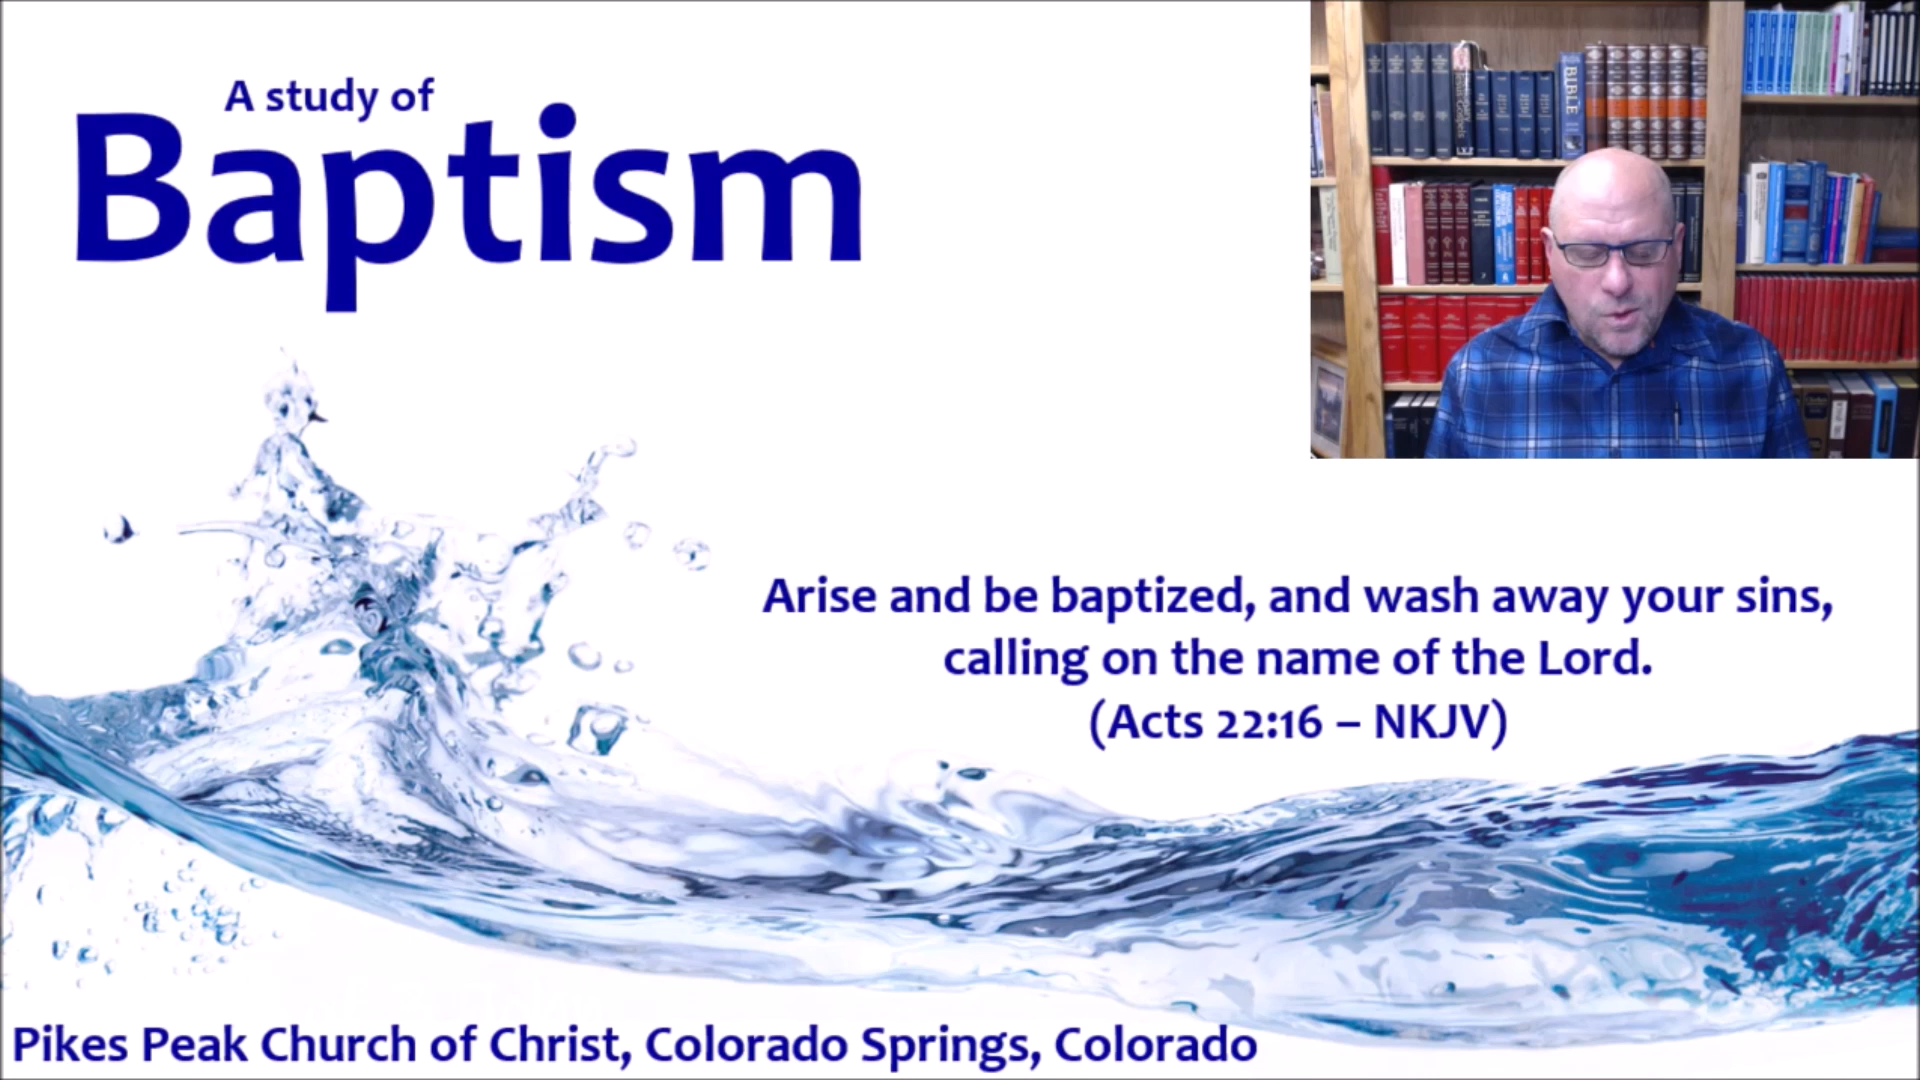 A study of
Baptism
BIBLE
Arise and be baptized, and wash away your sins,
calling on the name of the Lord.
(Acts 22:16 – NKJV)
Pikes Peak Church of Christ, Colorado Springs, Colorado